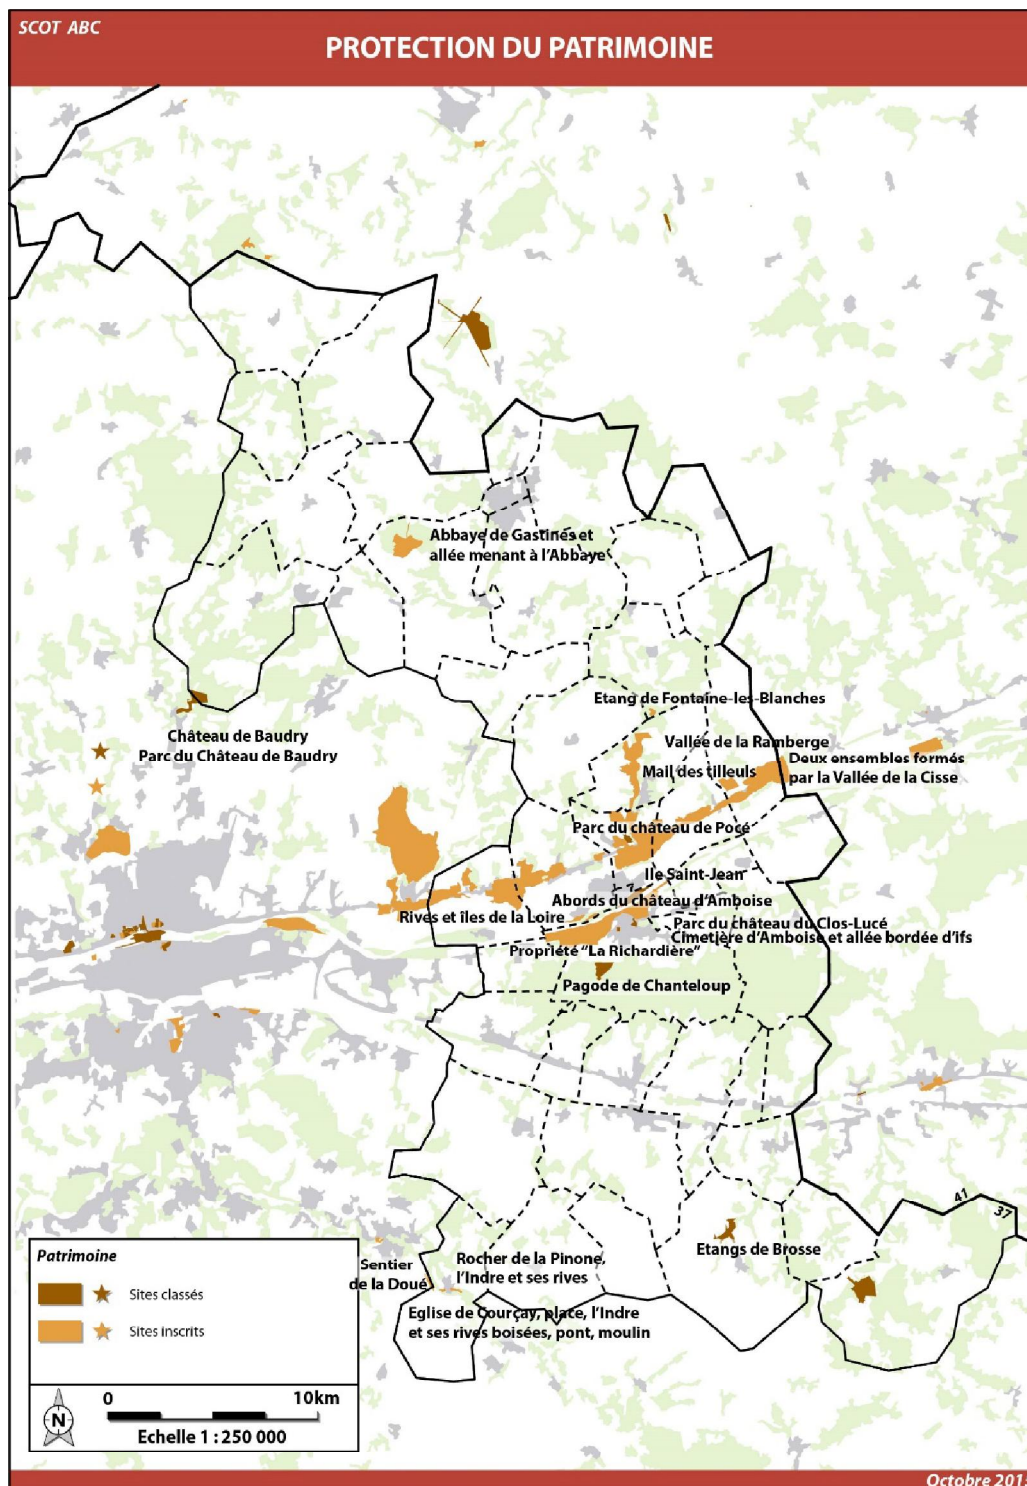 SCOT ABC
PROTECTION DU PATRIMOINE
Abbaye de Gastines et
allée menant à l'Abbaye
Etang de Fontaine-les-Blanches
Château de Baudry
Parc du Château de Baudry
Vallée de la Ramberge
Mail des tilleuls
Deux ensembles formés
par la Vallée de la Cisse
Parc du château de Pocé
Ile Saint-Jean
Abords du château d'Amboise
Rives et îles de la Loire
Parc du château du Clos-Lucé
Cimetière d'Amboise et allée bordée d'ifs
Propriété "La Richardière"
Pagode de Chanteloup
41
37
Etangs de Brosse
Rocher de la Pinone,
l'Indre et ses rives
Sentier
de la Doué
Eglise de Courçay, place, l'Indre
et ses rives boisées, pont, moulin
Patrimoine
Sites classés
Sites inscrits
N
0 10km
Echelle 1 : 250 000
Octobre